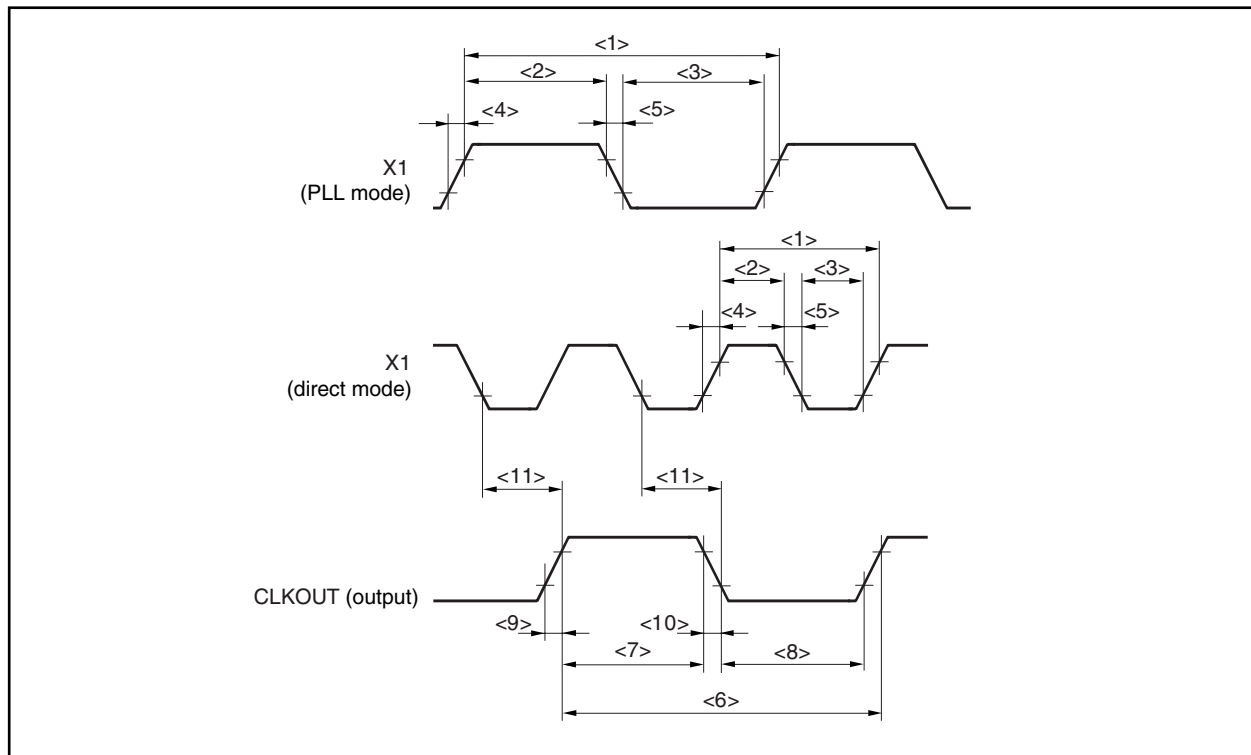 <1>
<2> <3>
<4> <5>
X1
(PLL mode)
<1>
<2> <3>
<4> <5>
X1
(direct mode)
<11> <11>
CLKOUT (output)
<9> <10>
<7> <8>
<6>